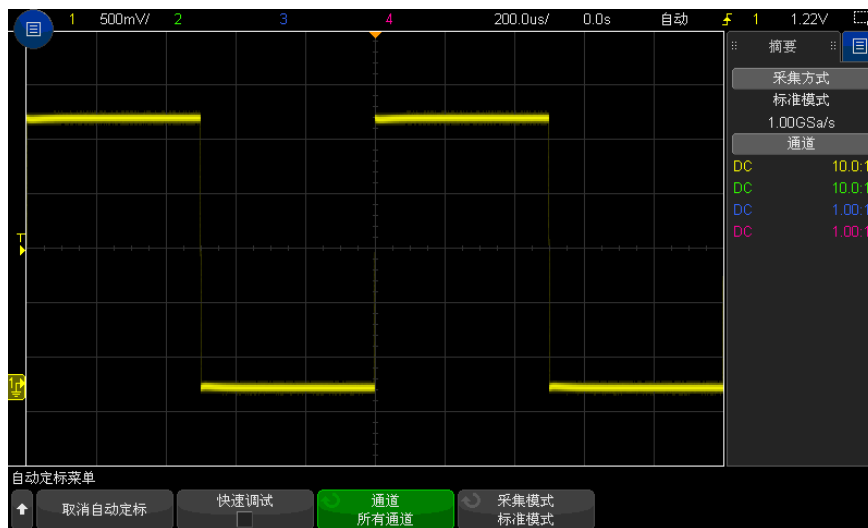 1 500mV/ 2 3 4 200.0us/ 0.0s 自动 1 1.22V
摘要
采集方式
标准模式
1.00GSa/s
通道
DC 10.0:1
DC 10.0:1
DC 1.00:1
DC 1.00:1
T
1
自动定标菜单
取消自动定标
快速调试
通道
所有通道
采集模式
标准模式